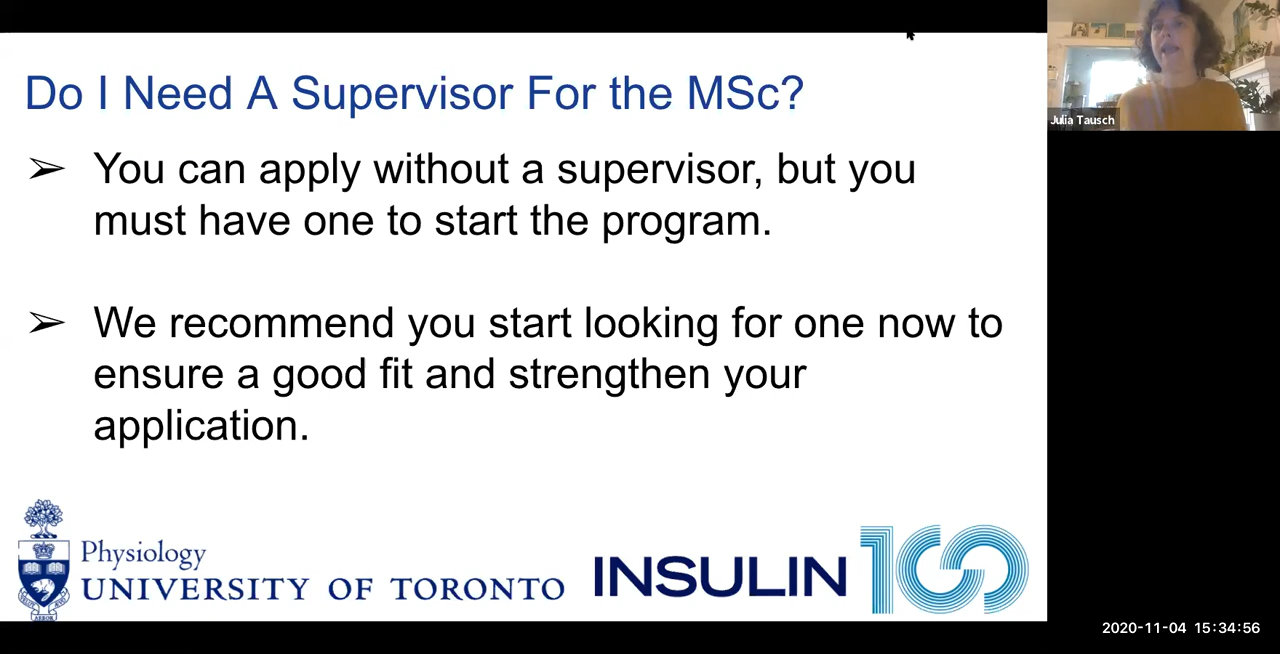 Do I Need A Supervisor For the MSc?
➢ You can apply without a supervisor, but you
must have one to start the program.
➢ We recommend you start looking for one now to
ensure a good fit and strengthen your
application.
Physiology
UNIVERSITY OF TORONTO
INSULIN 100
Julia Tausch
2020-11-04 15:34:56